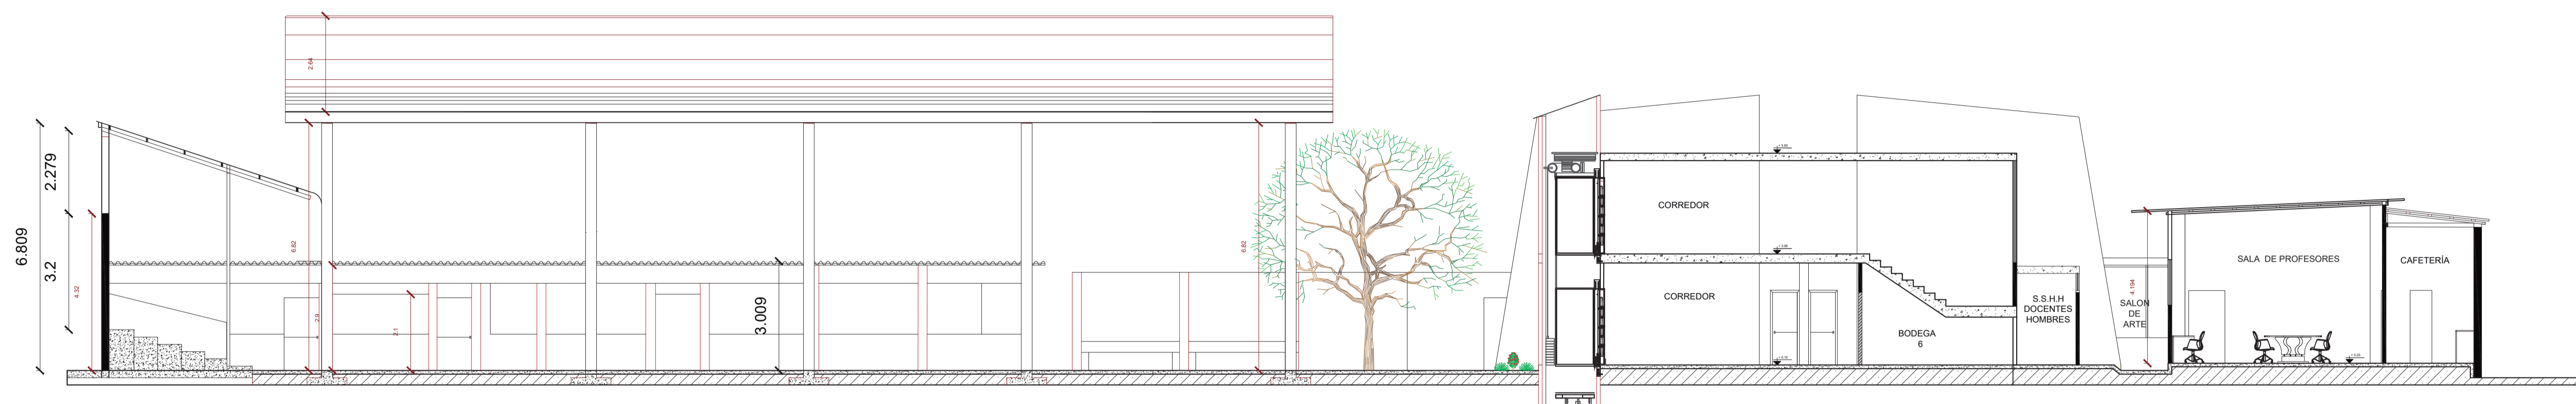 2.64
6.809
2.279
3.2
4.32
6.82
2.9
2.1
3.009
6.82
CORREDOR
CORREDOR
BODEGA
6
S.S.H.H
DOCENTES
HOMBRES
SALON
DE
ARTE
4.194
SALA DE PROFESORES
CAFETERÍA